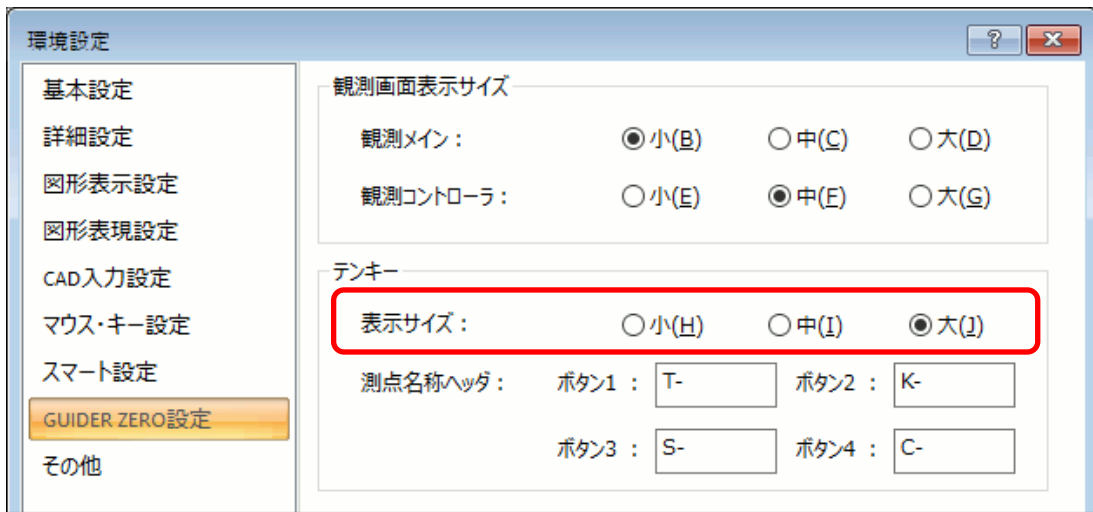 環境設定
基本設定
詳細設定
図形表示設定
図形表現設定
CAD入力設定
マウス・キー設定
スマート設定
GUIDER ZERO設定
その他
観測画面表示サイズ
観測メイン： 小(B) 中(C) 大(D)
観測コントローラ： 小(E) 中(F) 大(G)
テンキー
表示サイズ： 小(H) 中(I) 大(J)
測点名称ヘッダ： ボタン1： T- ボタン2： K-
ボタン3： S- ボタン4： C-